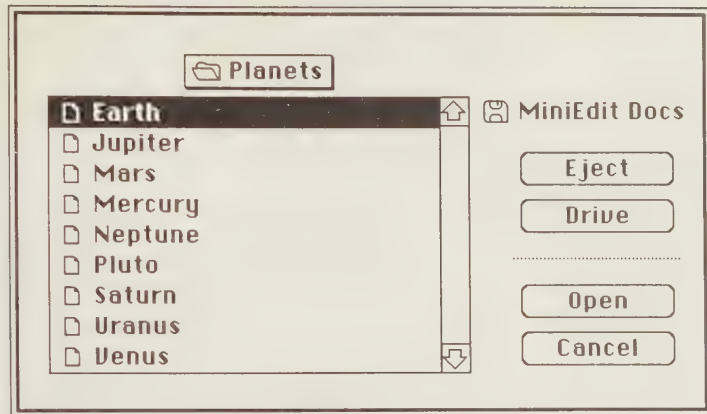 Planets
Earth
Jupiter
Mars
Mercury
Neptune
Pluto
Saturn
Uranus
Venus
MiniEdit Docs
Eject
Drive
Open
Cancel